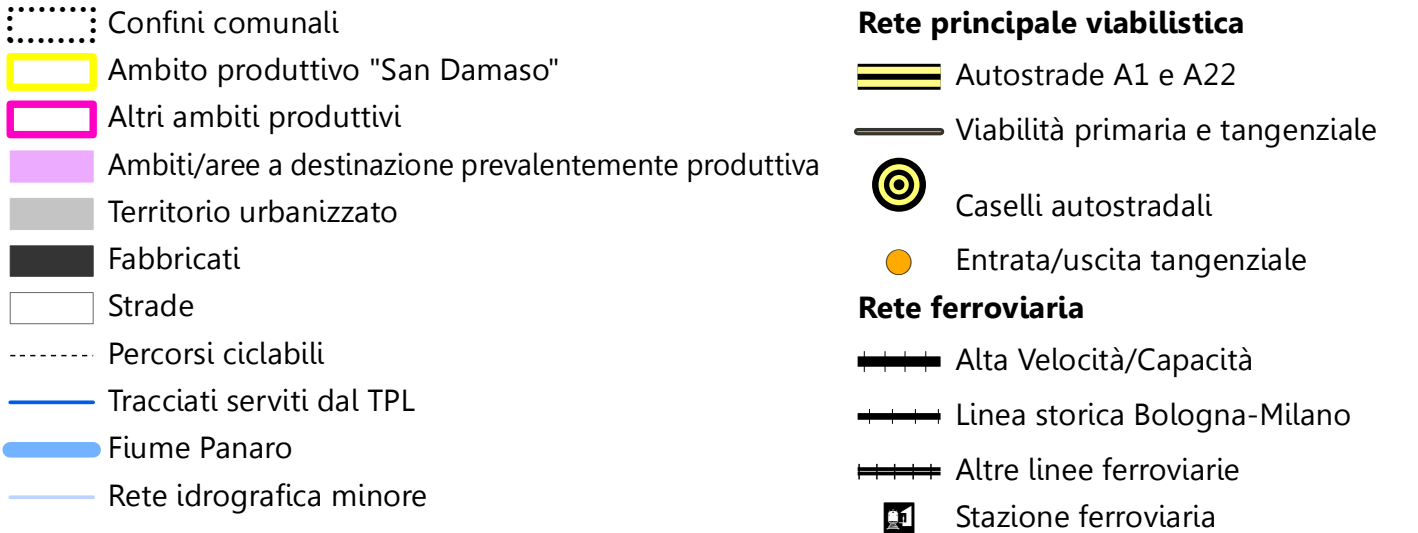 Confini comunali
Ambito produttivo "San Damaso"
Altri ambiti produttivi
Ambiti/aree a destinazione prevalentemente produttiva
Territorio urbanizzato
Fabbricati
Strade
Percorsi ciclabili
Tracciati serviti dal TPL
Fiume Panaro
Rete idrografica minore
Rete principale viabilistica
Autostrade A1 e A22
Viabilità primaria e tangenziale
Caselli autostradali
Entrata/uscita tangenziale
Rete ferroviaria
Alta Velocità/Capacità
Linea storica Bologna-Milano
Altre linee ferroviarie
Stazione ferroviaria